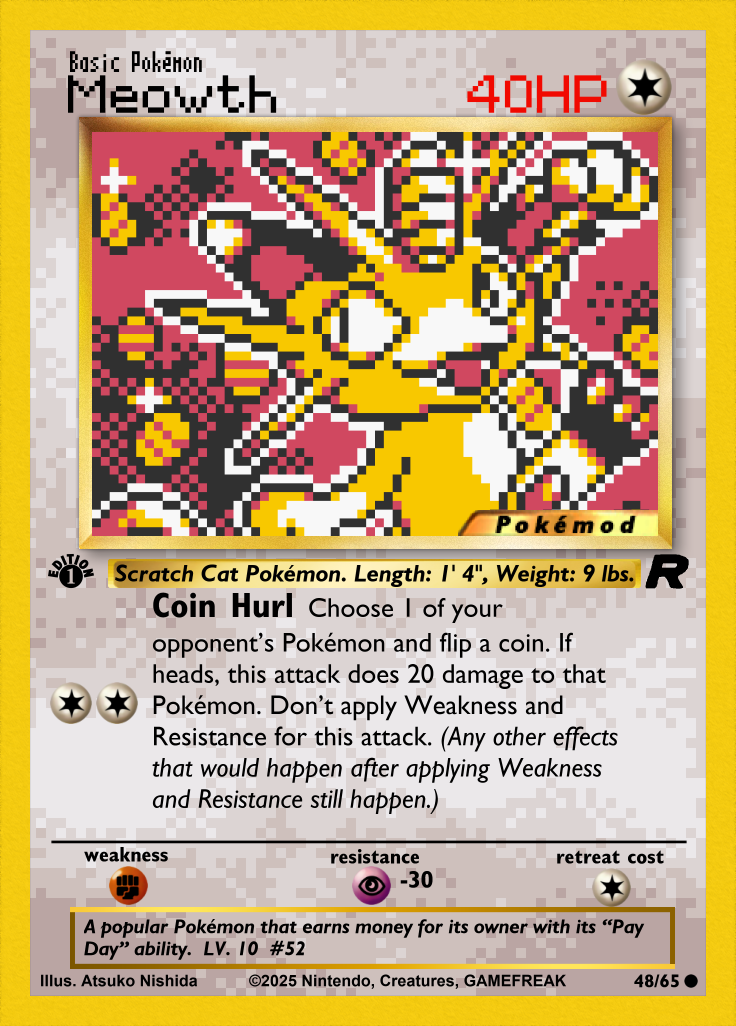 Basic Pokémon
Meowth
40HP
Pokémod
EDITION
1
Scratch Cat Pokémon. Length: 1' 4", Weight: 9 lbs.
R
Coin Hurl Choose 1 of your
opponent’s Pokémon and flip a coin. If
heads, this attack does 20 damage to that
Pokémon. Don’t apply Weakness and
Resistance for this attack. (Any other effects
that would happen after applying Weakness
and Resistance still happen.)
weakness
resistance
retreat cost
-30
A popular Pokémon that earns money for its owner with its “Pay
Day” ability. LV. 10 #52
Illus. Atsuko Nishida
©2025 Nintendo, Creatures, GAMEFREAK
48/65